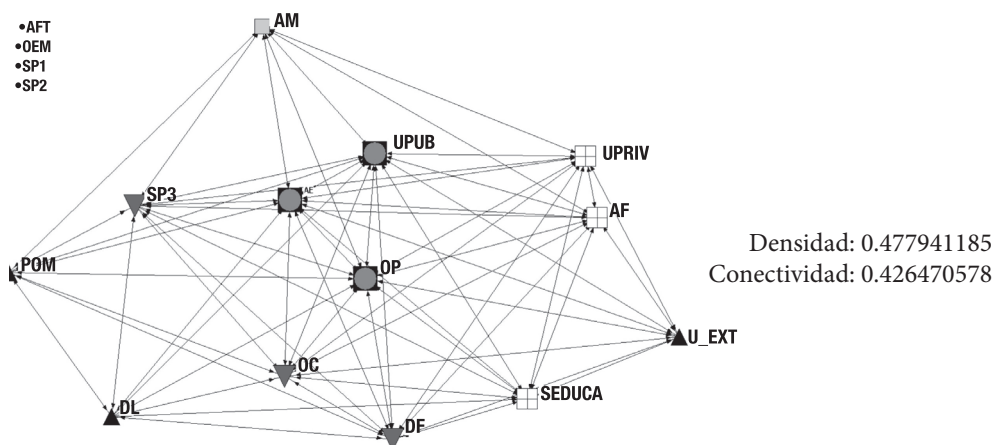 •AFT
•OEM
•SP1
•SP2
AM
UPUB
UPRIV
SP3
AE
AF
POM
OP
U_EXT
OC
SEDUCA
DL
DF
Densidad: 0.477941185
Conectividad: 0.426470578